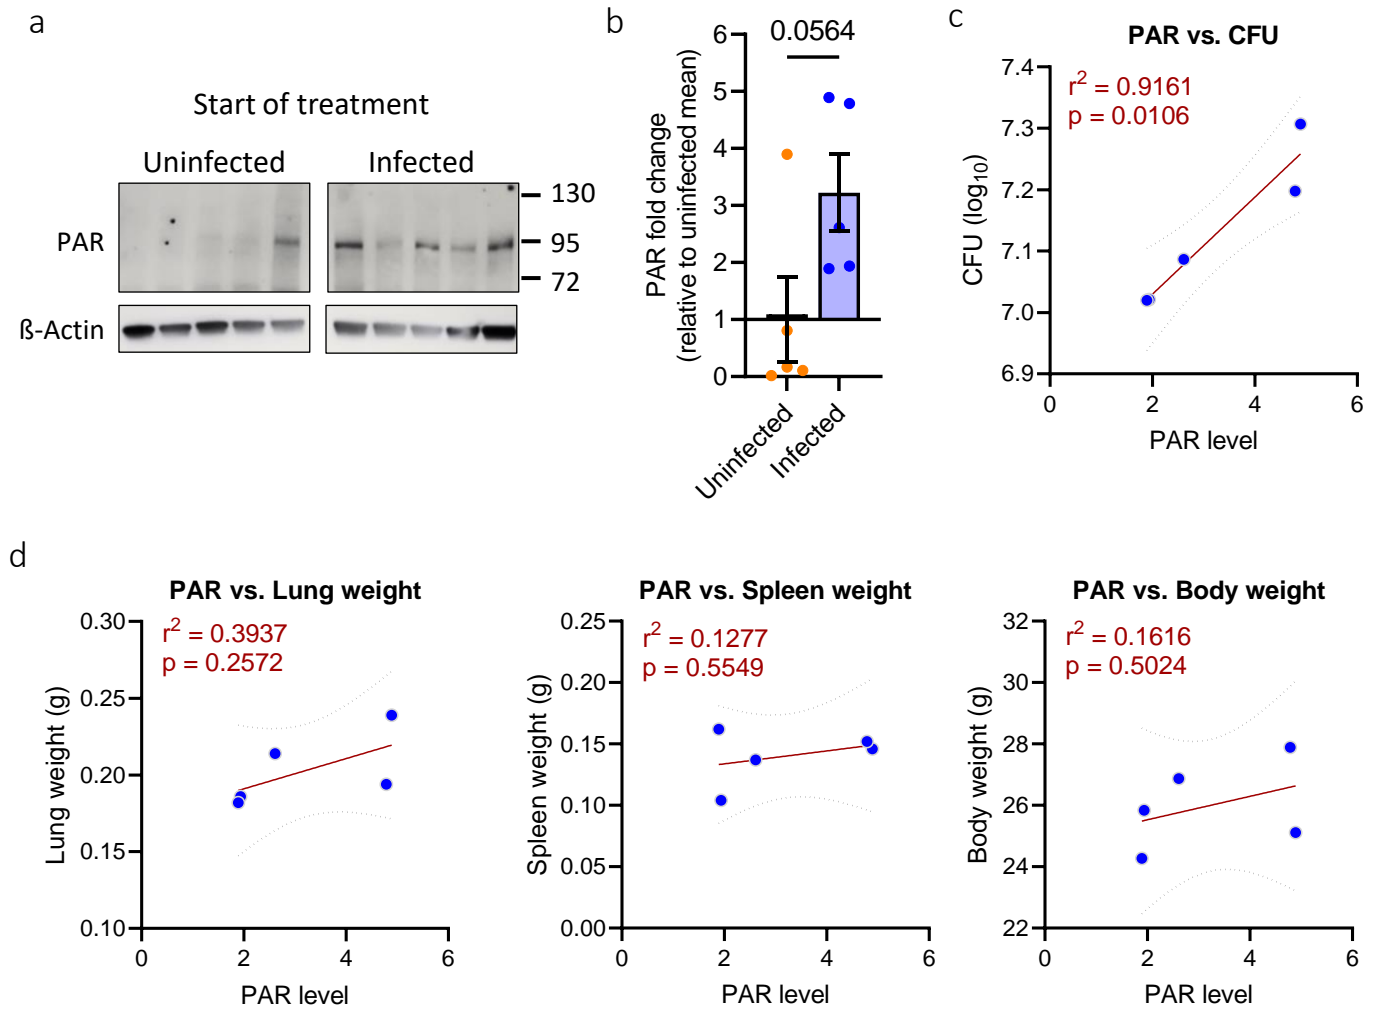 a
Start of treatment
Uninfected
Infected
PAR
130
95
72
ß-Actin
b
0.0564
PAR fold change
(relative to uninfected mean)
6
5
4
3
2
1
0
Uninfected
Infected
c
PAR vs. CFU
r² = 0.9161
p = 0.0106
CFU (log₁₀)
7.4
7.3
7.2
7.1
7.0
6.9
0 2 4 6
PAR level
d
PAR vs. Lung weight
r² = 0.3937
p = 0.2572
Lung weight (g)
0.30
0.25
0.20
0.15
0.10
0 2 4 6
PAR level
PAR vs. Spleen weight
r² = 0.1277
p = 0.5549
Spleen weight (g)
0.25
0.20
0.15
0.10
0.05
0.00
0 2 4 6
PAR level
PAR vs. Body weight
r² = 0.1616
p = 0.5024
Body weight (g)
32
30
28
26
24
22
0 2 4 6
PAR level